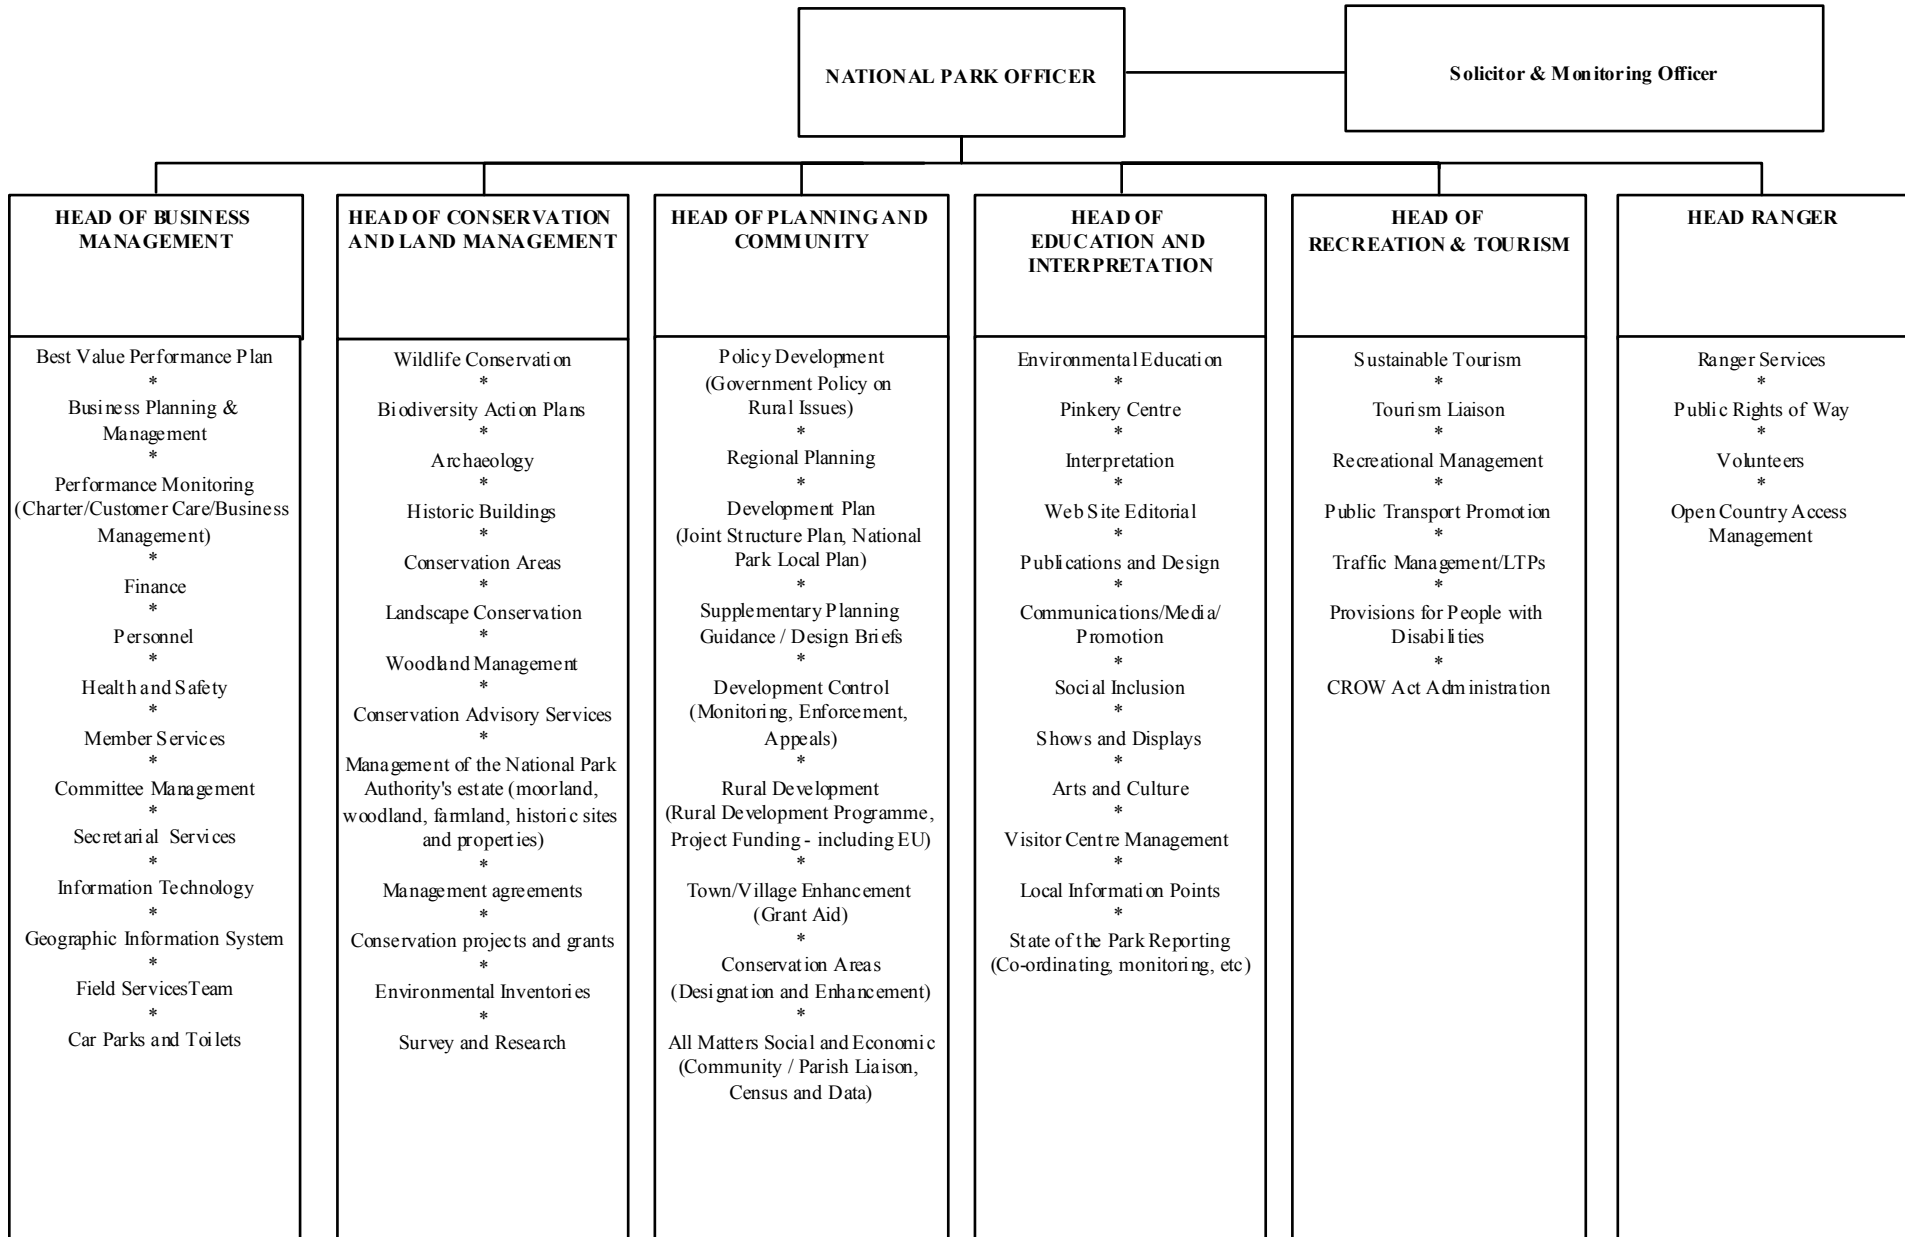 NATIONAL PARK OFFICER
Solicitor & Monitoring Officer
HEAD OF BUSINESS
MANAGEMENT
Best Value Performance Plan
*
Business Planning &
Management
*
Performance Monitoring
(Charter/Customer Care/Business
Management)
*
Finance
*
Personnel
*
Health and Safety
*
Member Services
*
Committee Management
*
Secretarial Services
*
Information Technology
*
Geographic Information System
*
Field ServicesTeam
*
Car Parks and Toilets
HEAD OF CONSERVATION
AND LAND MANAGEMENT
Wildlife Conservation
*
Biodiversity Action Plans
*
Archaeology
*
Historic Buildings
*
Conservation Areas
*
Landscape Conservation
*
Woodland Management
*
Conservation Advisory Services
*
Management of the National Park
Authority's estate (moorland,
woodland, farmland, historic sites
and properties)
*
Management agreements
*
Conservation projects and grants
*
Environmental Inventories
*
Survey and Research
HEAD OF PLANNING AND
COMMUNITY
Policy Development
(Government Policy on
Rural Issues)
*
Regional Planning
*
Development Plan
(Joint Structure Plan, National
Park Local Plan)
*
Supplementary Planning
Guidance / Design Briefs
*
Development Control
(Monitoring, Enforcement,
Appeals)
*
Rural Development
(Rural Development Programme,
Project Funding - including EU)
*
Town/Village Enhancement
(Grant Aid)
*
Conservation Areas
(Designation and Enhancement)
*
All Matters Social and Economic
(Community / Parish Liaison,
Census and Data)
HEAD OF
EDUCATION AND
INTERPRETATION
Environmental Education
*
Pinkery Centre
*
Interpretation
*
Web Site Editorial
*
Publications and Design
*
Communications/Media/
Promotion
*
Social Inclusion
*
Shows and Displays
*
Arts and Culture
*
Visitor Centre Management
*
Local Information Points
*
State of the Park Reporting
(Co-ordinating, monitoring, etc)
HEAD OF
RECREATION & TOURISM
Sustainable Tourism
*
Tourism Liaison
*
Recreational Management
*
Public Transport Promotion
*
Traffic Management/LTPs
*
Provisions for People with
Disabilities
*
CROW Act Administration
HEAD RANGER
Ranger Services
*
Public Rights of Way
*
Volunteers
*
Open Country Access
Management